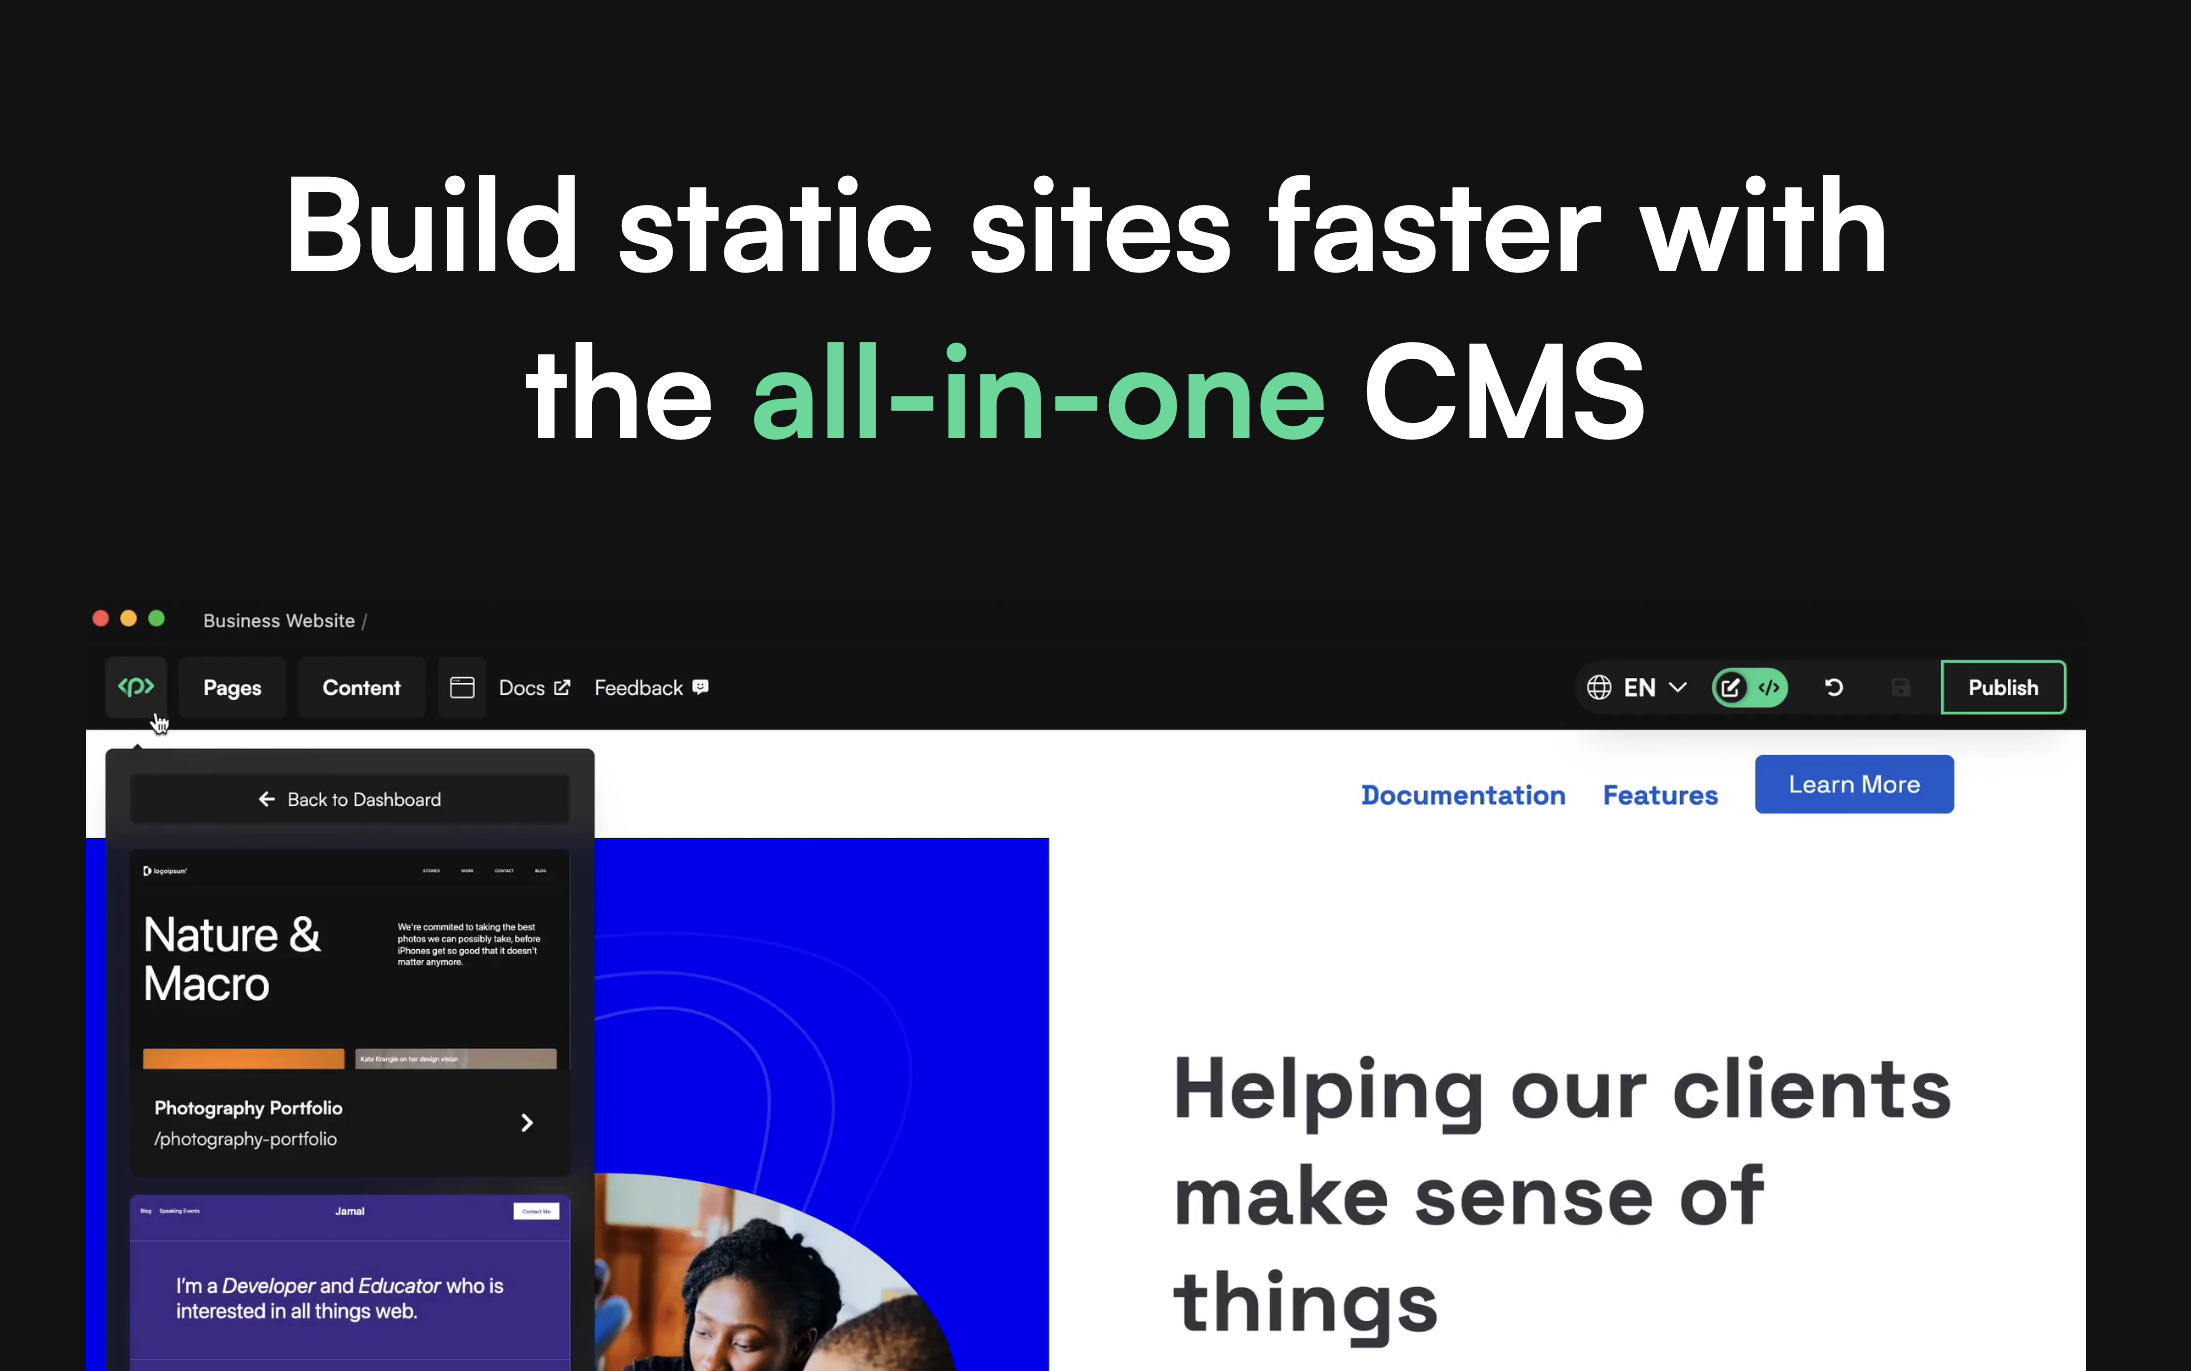 Build static sites faster with
the all-in-one CMS
Business Website /
<p>
Pages
Content
Docs
Feedback
EN
</>
Publish
Back to Dashboard
Documentation
Features
Learn More
logoipsum
STORIES
WORK
CONTACT
BLOG
Nature &
Macro
We're commited to taking the best
photos we can possibly take, before
iPhones get so good that it doesn't
matter anymore.
Kate Krangle on her design vision
Photography Portfolio
/photography-portfolio
Blog
Speaking Events
Jamal
Contact Me
I'm a Developer and Educator who is
interested in all things web.
Helping our clients
make sense of
things